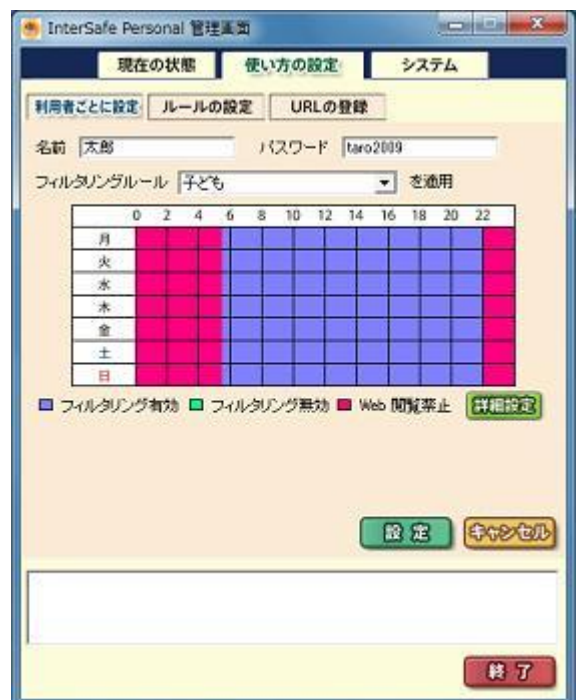 InterSafe Personal 管理画面
現在の状態 使い方の設定 システム
利用者ごとに設定 ルールの設定 URLの登録
名前 太郎 パスワード taro2009
フィルタリングルール 子ども を適用
0 2 4 6 8 10 12 14 16 18 20 22
月
火
水
木
金
土
日
フィルタリング有効 フィルタリング無効 Web 閲覧禁止 詳細設定
設定 キャンセル
終了